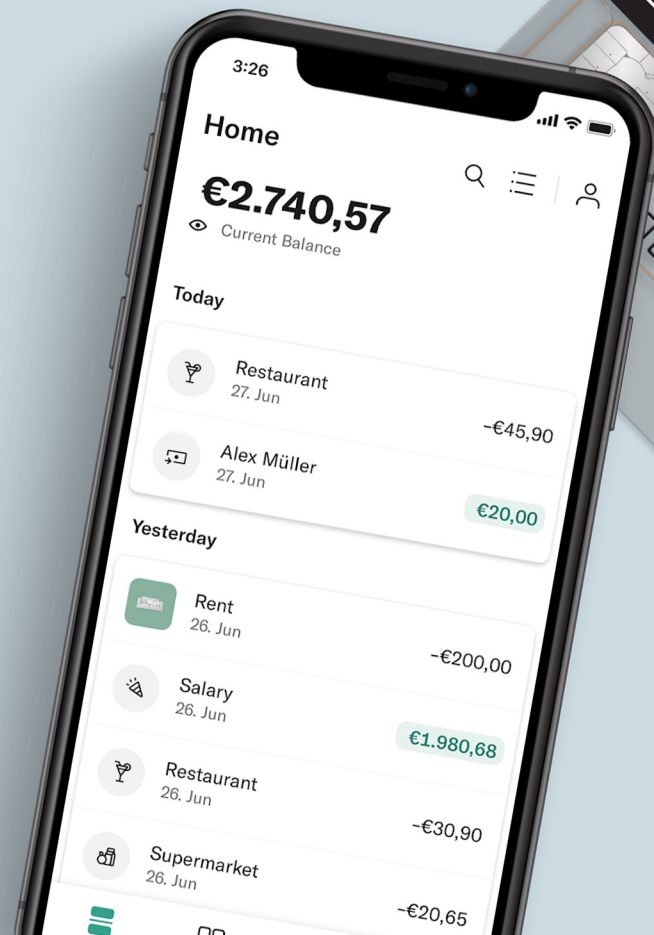 3:26
Home
€2.740,57
Current Balance
Today
Restaurant
27. Jun
-€45,90
Alex Müller
27. Jun
€20,00
Yesterday
Rent
26. Jun
-€200,00
Salary
26. Jun
€1.980,68
Restaurant
26. Jun
-€30,90
Supermarket
26. Jun
-€20,65